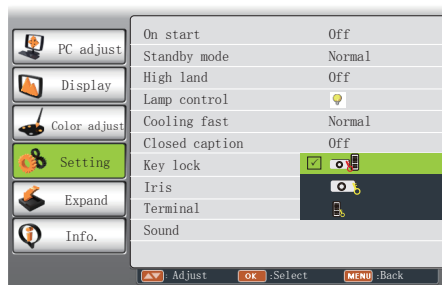 PC adjust
Display
Color adjust
Setting
Expand
Info.
On start Off
Standby mode Normal
High land Off
Lamp control
Cooling fast Normal
Closed caption Off
Key lock
Iris
Terminal
Sound
: Adjust OK :Select MENU :Back